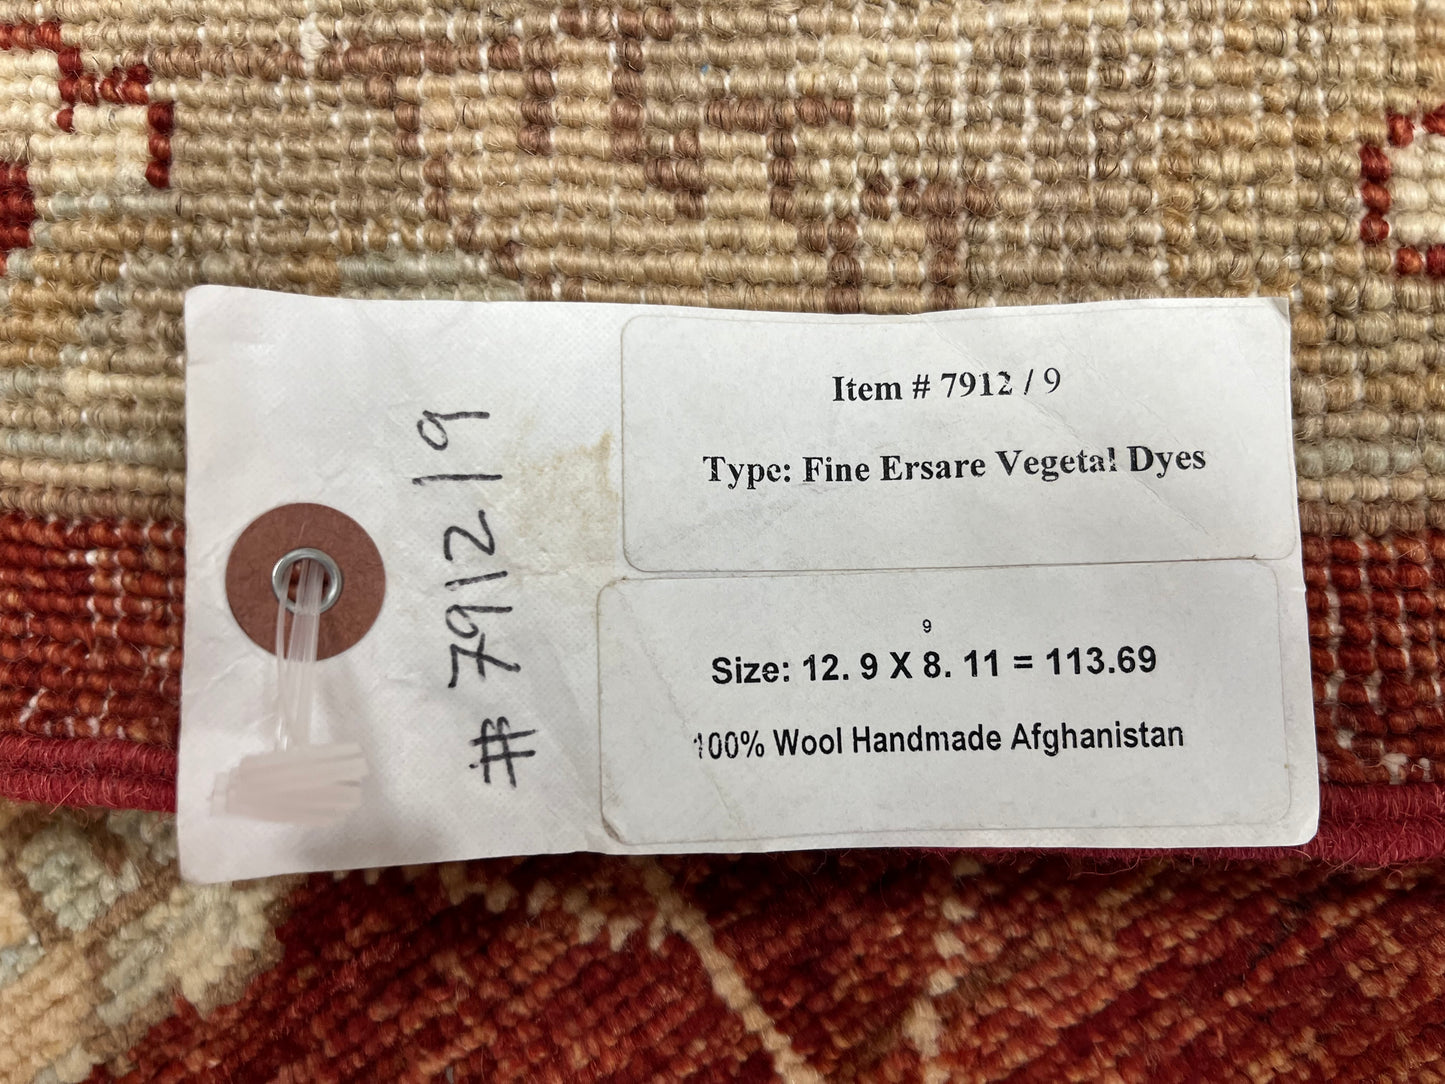 # 7912/9
Item # 7912 / 9
Type: Fine Ersare Vegetal Dyes
9
Size: 12. 9 X 8. 11 = 113.69
100% Wool Handmade Afghanistan